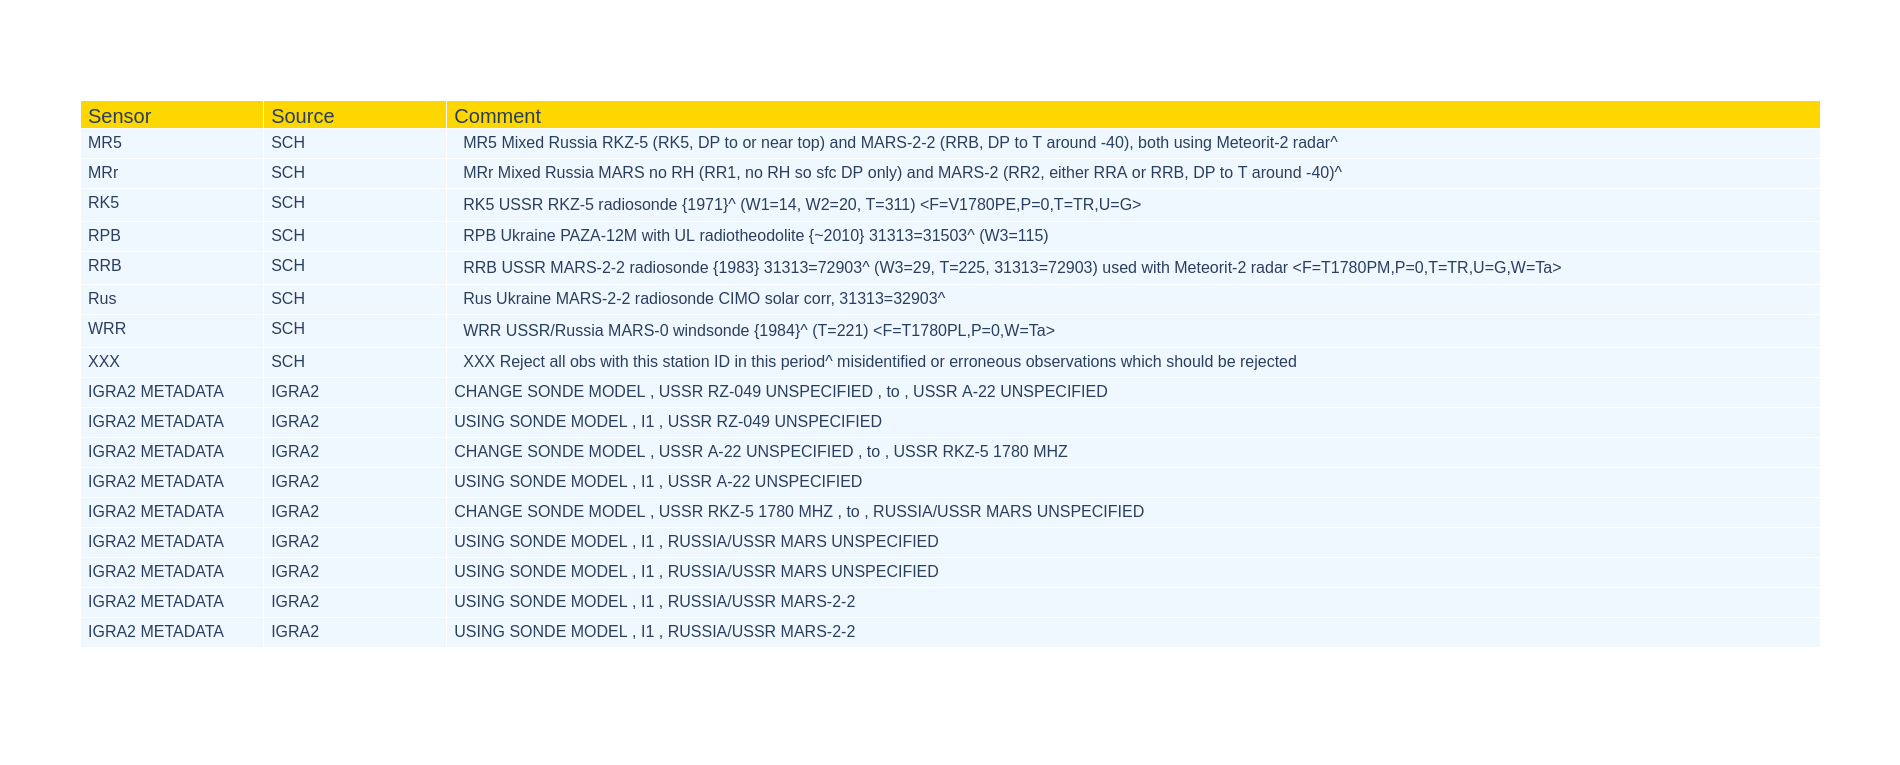 Sensor Source Comment
MR5 SCH MR5 Mixed Russia RKZ-5 (RK5, DP to or near top) and MARS-2-2 (RRB, DP to T around -40), both using Meteorit-2 radar^
MRr SCH MRr Mixed Russia MARS no RH (RR1, no RH so sfc DP only) and MARS-2 (RR2, either RRA or RRB, DP to T around -40)^
RK5 SCH RK5 USSR RKZ-5 radiosonde {1971}^ (W1=14, W2=20, T=311) <F=V1780PE,P=0,T=TR,U=G>
RPB SCH RPB Ukraine PAZA-12M with UL radiotheodolite {~2010} 31313=31503^ (W3=115)
RRB SCH RRB USSR MARS-2-2 radiosonde {1983} 31313=72903^ (W3=29, T=225, 31313=72903) used with Meteorit-2 radar <F=T1780PM,P=0,T=TR,U=G,W=Ta>
Rus SCH Rus Ukraine MARS-2-2 radiosonde CIMO solar corr, 31313=32903^
WRR SCH WRR USSR/Russia MARS-0 windsonde {1984}^ (T=221) <F=T1780PL,P=0,W=Ta>
XXX SCH XXX Reject all obs with this station ID in this period^ misidentified or erroneous observations which should be rejected
IGRA2 METADATA IGRA2 CHANGE SONDE MODEL , USSR RZ-049 UNSPECIFIED , to , USSR A-22 UNSPECIFIED
IGRA2 METADATA IGRA2 USING SONDE MODEL , I1 , USSR RZ-049 UNSPECIFIED
IGRA2 METADATA IGRA2 CHANGE SONDE MODEL , USSR A-22 UNSPECIFIED , to , USSR RKZ-5 1780 MHZ
IGRA2 METADATA IGRA2 USING SONDE MODEL , I1 , USSR A-22 UNSPECIFIED
IGRA2 METADATA IGRA2 CHANGE SONDE MODEL , USSR RKZ-5 1780 MHZ , to , RUSSIA/USSR MARS UNSPECIFIED
IGRA2 METADATA IGRA2 USING SONDE MODEL , I1 , RUSSIA/USSR MARS UNSPECIFIED
IGRA2 METADATA IGRA2 USING SONDE MODEL , I1 , RUSSIA/USSR MARS UNSPECIFIED
IGRA2 METADATA IGRA2 USING SONDE MODEL , I1 , RUSSIA/USSR MARS-2-2
IGRA2 METADATA IGRA2 USING SONDE MODEL , I1 , RUSSIA/USSR MARS-2-2